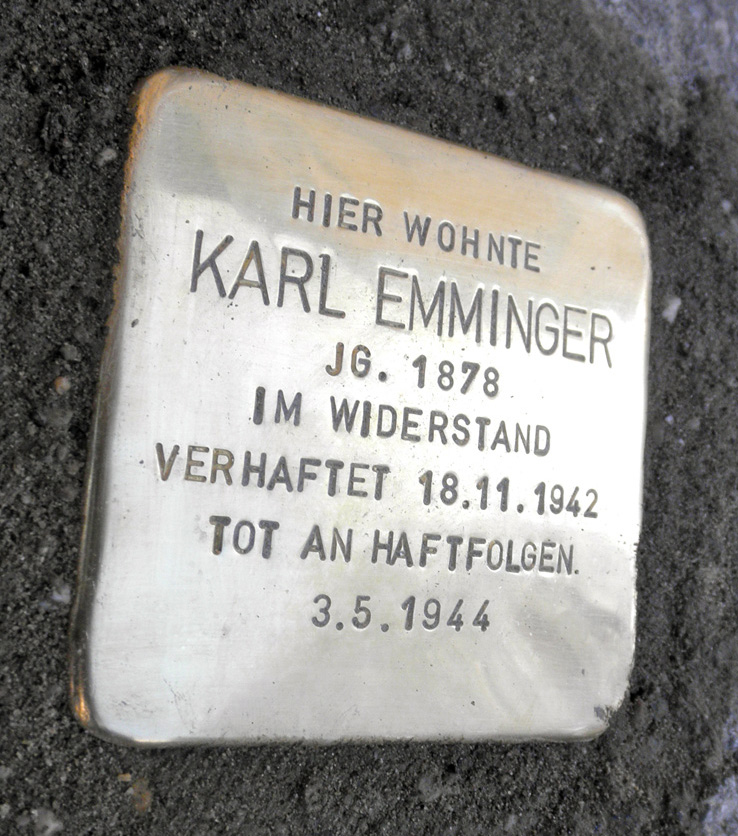 HIER WOHNTE
KARL EMMINGER
JG. 1878
IM WIDERSTAND
VERHAFTET 18.11.1942
TOT AN HAFTFOLGEN.
3.5.1944